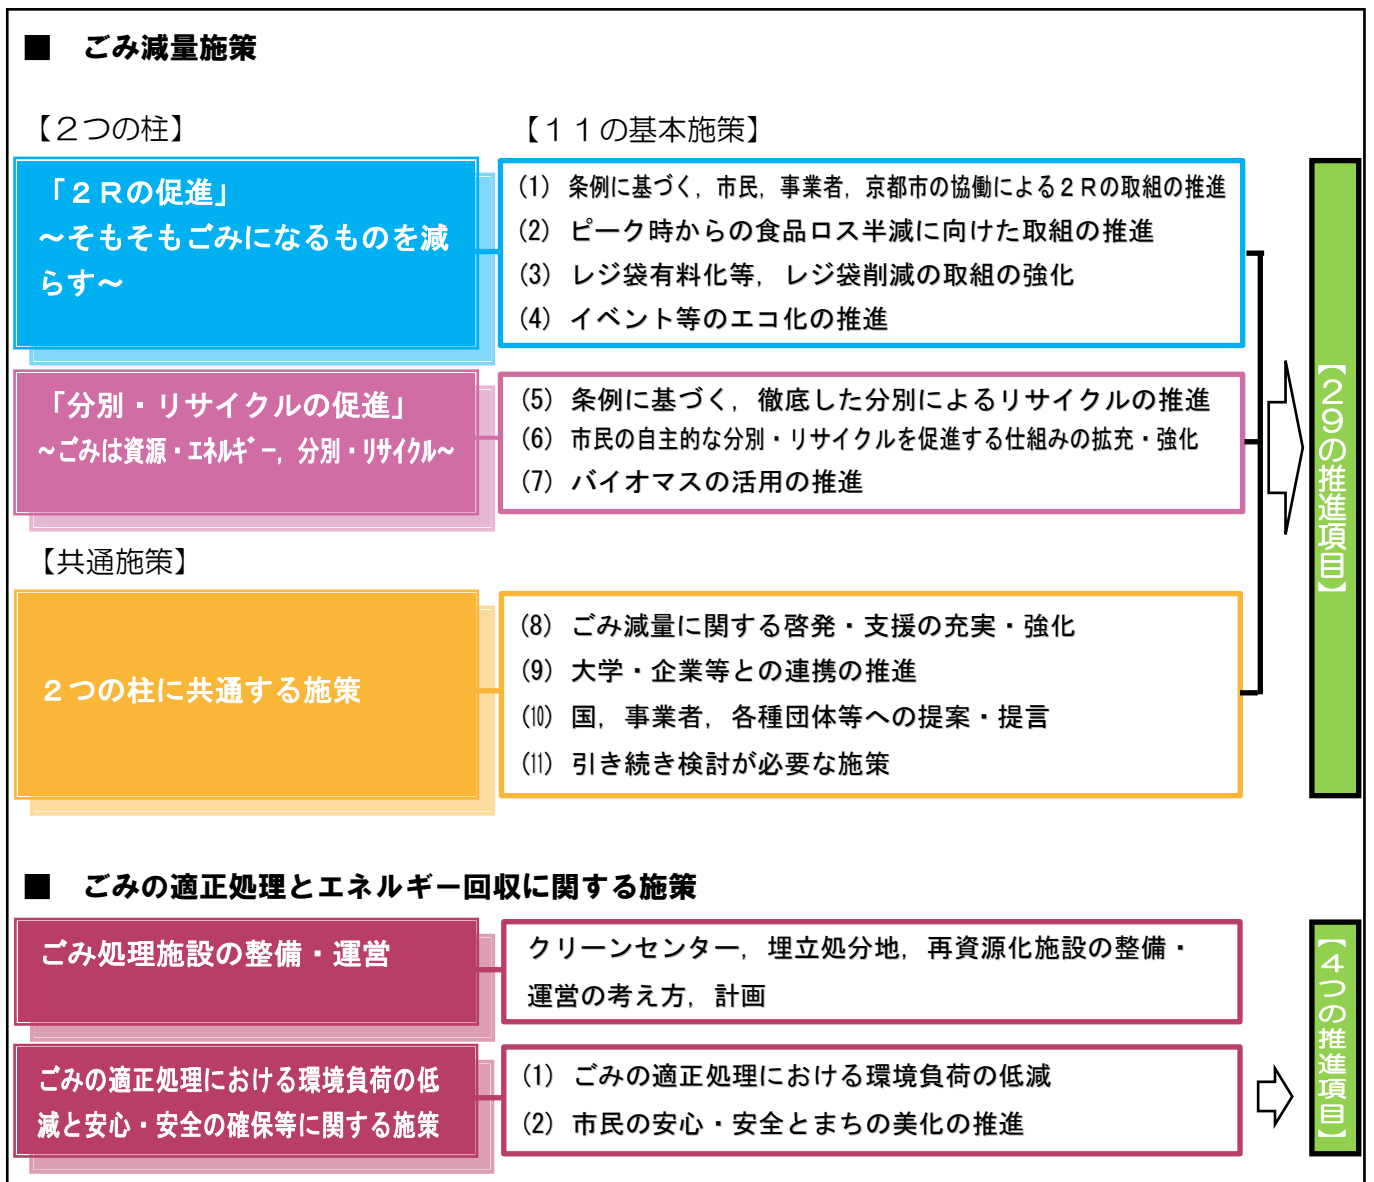 ■ ごみ減量施策
【２つの柱】
【１１の基本施策】
「２Ｒの促進」
～そもそもごみになるものを減
らす～
(1) 条例に基づく，市民，事業者，京都市の協働による２Ｒの取組の推進
(2) ピーク時からの食品ロス半減に向けた取組の推進
(3) レジ袋有料化等，レジ袋削減の取組の強化
(4) イベント等のエコ化の推進
「分別・リサイクルの促進」
～ごみは資源・ｴﾈﾙｷﾞｰ，分別・ﾘｻｲｸﾙ～
(5) 条例に基づく，徹底した分別によるリサイクルの推進
(6) 市民の自主的な分別・リサイクルを促進する仕組みの拡充・強化
(7) バイオマスの活用の推進
【共通施策】
２つの柱に共通する施策
(8) ごみ減量に関する啓発・支援の充実・強化
(9) 大学・企業等との連携の推進
(10) 国，事業者，各種団体等への提案・提言
(11) 引き続き検討が必要な施策
【２９の推進項目】
■ ごみの適正処理とエネルギー回収に関する施策
ごみ処理施設の整備・運営
クリーンセンター，埋立処分地，再資源化施設の整備・
運営の考え方，計画
ごみの適正処理における環境負荷の低
減と安心・安全の確保等に関する施策
(1) ごみの適正処理における環境負荷の低減
(2) 市民の安心・安全とまちの美化の推進
【４つの推進項目】